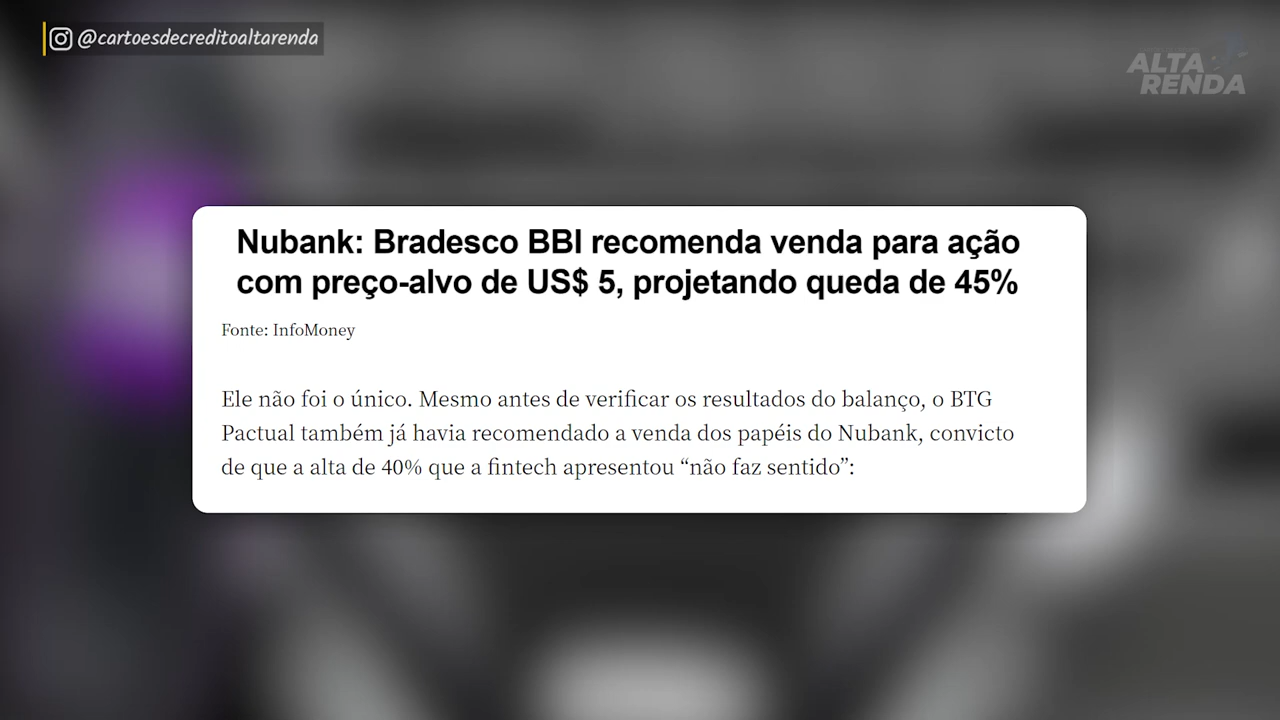 @cartoesdecreditoaltarenda
ALTA
RENDA
Nubank: Bradesco BBI recomenda venda para ação
com preço-alvo de US$ 5, projetando queda de 45%
Fonte: InfoMoney
Ele não foi o único. Mesmo antes de verificar os resultados do balanço, o BTG
Pactual também já havia recomendado a venda dos papéis do Nubank, convicto
de que a alta de 40% que a fintech apresentou “não faz sentido”: